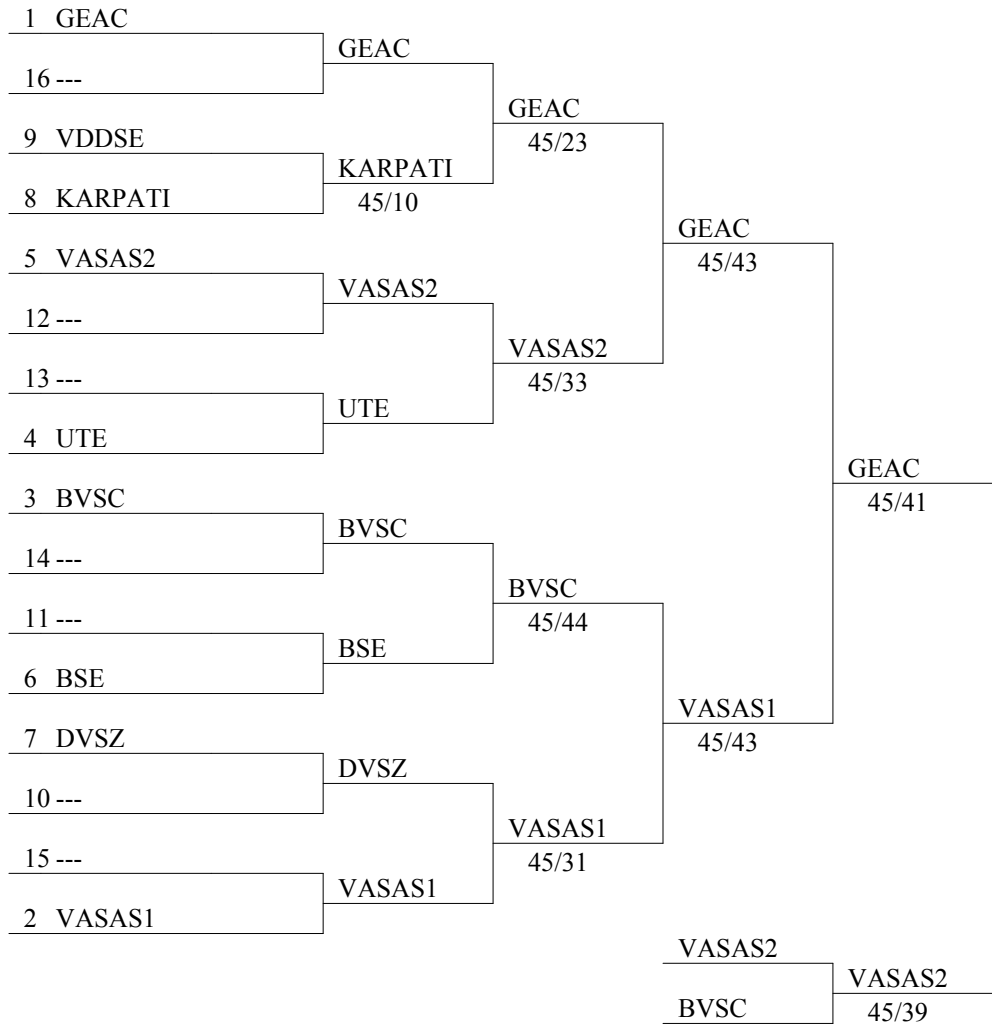 1 GEAC
GEAC
16 ---
GEAC
45/23
9 VDDSE
KARPATI
45/10
8 KARPATI
GEAC
45/43
5 VASAS2
VASAS2
12 ---
VASAS2
45/33
13 ---
UTE
4 UTE
GEAC
45/41
3 BVSC
BVSC
14 ---
BVSC
45/44
11 ---
BSE
6 BSE
VASAS1
45/43
7 DVSZ
DVSZ
10 ---
VASAS1
45/31
15 ---
VASAS1
2 VASAS1
VASAS2
VASAS2
BVSC
45/39